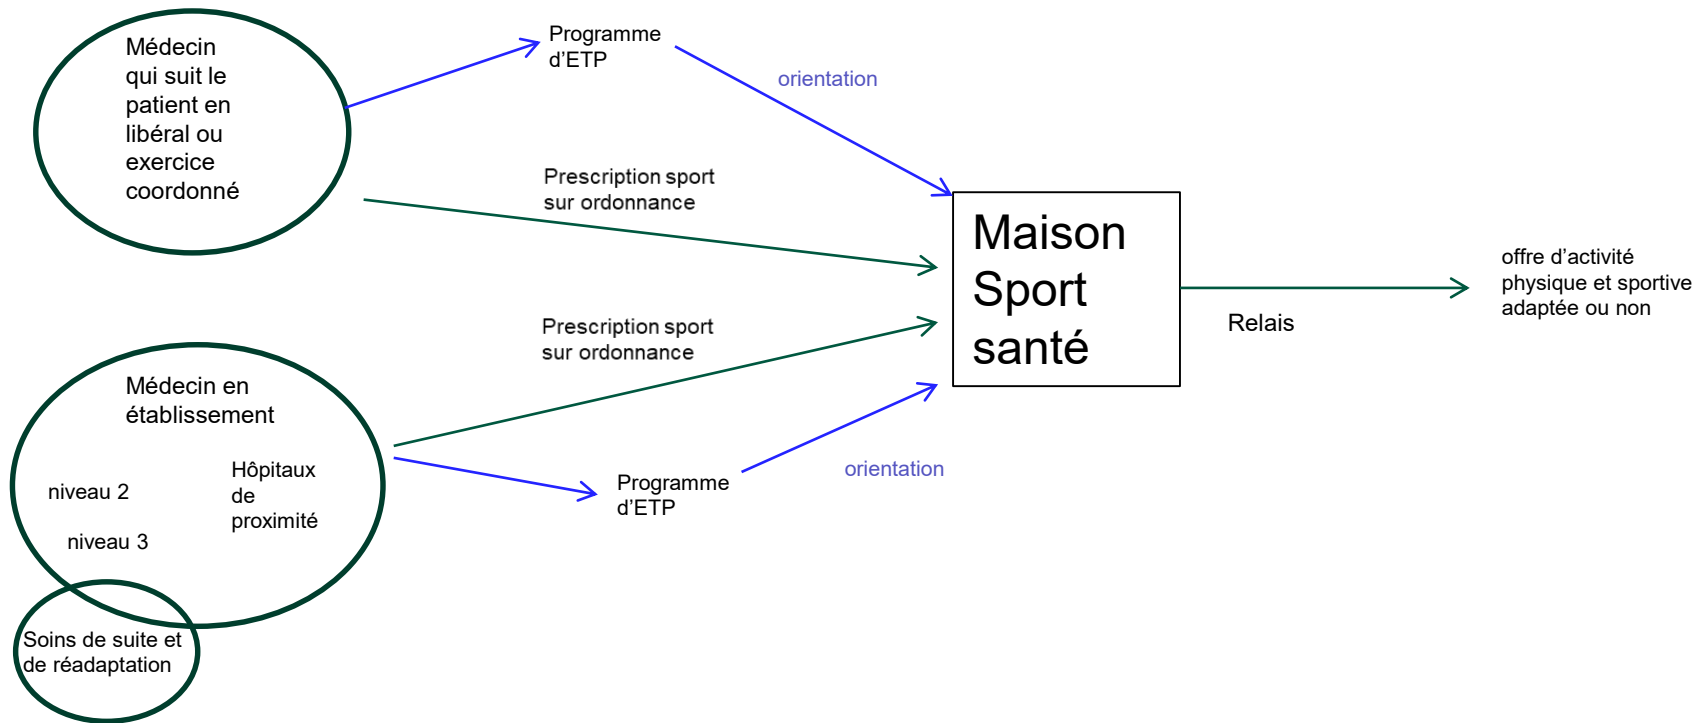 Médecin
qui suit le
patient en
libéral ou
exercice
coordonné
Programme
d’ETP
orientation
Prescription sport
sur ordonnance
Maison
Sport
santé
Relais
offre d’activité
physique et sportive
adaptée ou non
Prescription sport
sur ordonnance
Médecin en
établissement
Hôpitaux
de
proximité
niveau 2
niveau 3
Programme
d’ETP
orientation
Soins de suite et
de réadaptation